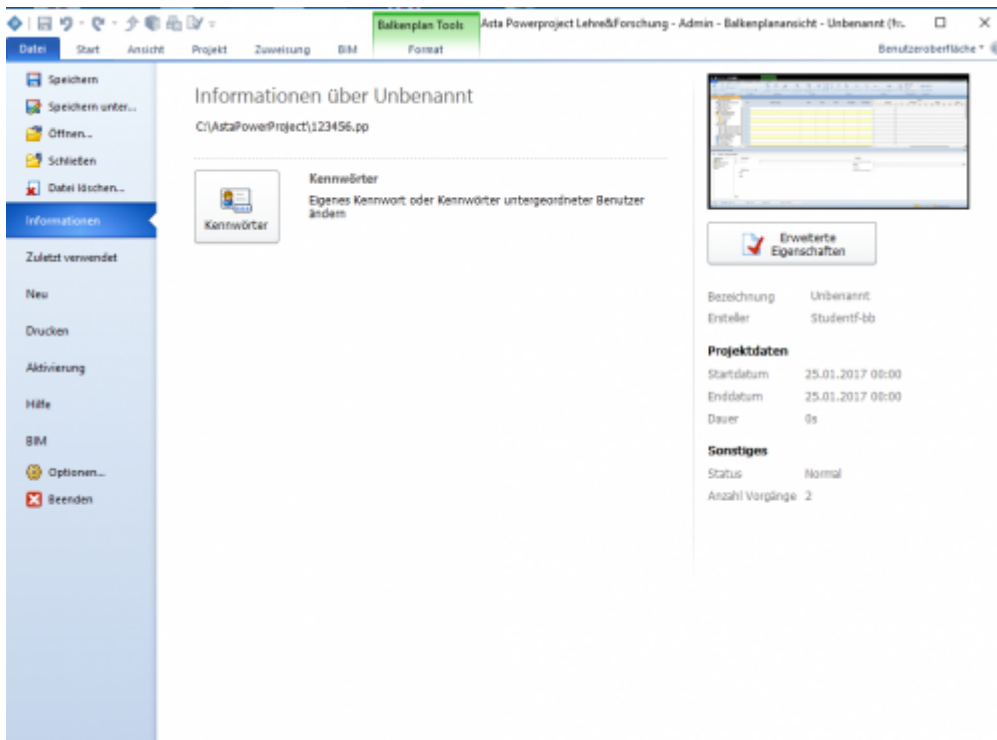 Balkenplan Tools
Asta Powerproject Lehre&Forschung - Admin - Balkenplanansicht - Unbenannt
Datei Start Ansicht Projekt Zuweisung BIM Format Benutzeroberfläche
Speichern
Speichern unter...
Öffnen...
Schließen
Datei löschen...
Informationen
Zuletzt verwendet
Neu
Drucken
Aktivierung
Hilfe
BIM
Optionen...
Beenden
Informationen über Unbenannt
C:\AstaPowerProject\123456.pp
Kennwörter
Kennwörter
Eigenes Kennwort oder Kennwörter untergeordneter Benutzer
ändern
Erweiterte
Eigenschaften
Bezeichnung Unbenannt
Ersteller Studentf-bb
Projektdaten
Startdatum 25.01.2017 00:00
Enddatum 25.01.2017 00:00
Dauer 0s
Sonstiges
Status Normal
Anzahl Vorgänge 2